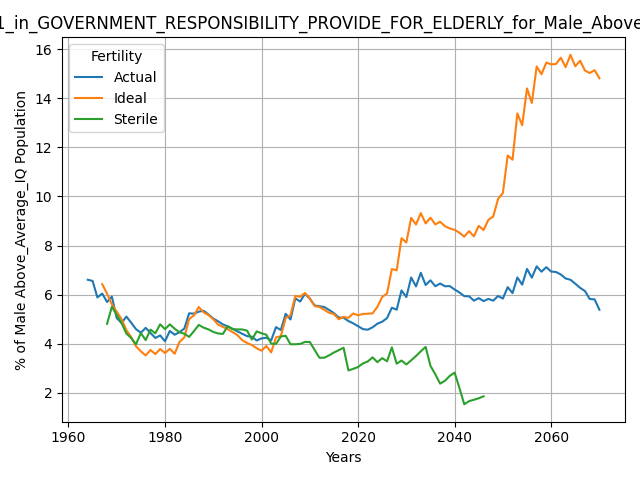 1_in_GOVERNMENT_RESPONSIBILITY_PROVIDE_FOR_ELDERLY_for_Male_Above
16
14
12
10
8
6
4
2
% of Male Above_Average_IQ Population
Fertility
Actual
Ideal
Sterile
1960 1980 2000 2020 2040 2060
Years